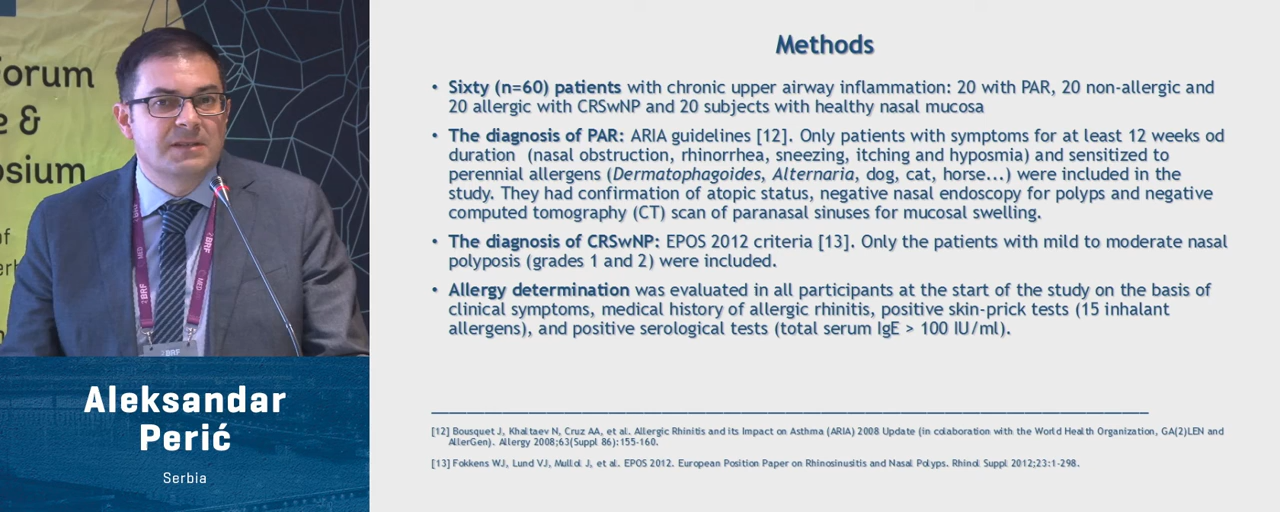 Forum
e &
osium
of
BRF
MED
BRF
MED
BRF
Aleksandar
Perić
Serbia
Methods
• Sixty (n=60) patients with chronic upper airway inflammation: 20 with PAR, 20 non-allergic and
20 allergic with CRSwNP and 20 subjects with healthy nasal mucosa
• The diagnosis of PAR: ARIA guidelines [12]. Only patients with symptoms for at least 12 weeks od
duration (nasal obstruction, rhinorrhea, sneezing, itching and hyposmia) and sensitized to
perennial allergens (Dermatophagoides, Alternaria, dog, cat, horse...) were included in the
study. They had confirmation of atopic status, negative nasal endoscopy for polyps and negative
computed tomography (CT) scan of paranasal sinuses for mucosal swelling.
• The diagnosis of CRSwNP: EPOS 2012 criteria [13]. Only the patients with mild to moderate nasal
polyposis (grades 1 and 2) were included.
• Allergy determination was evaluated in all participants at the start of the study on the basis of
clinical symptoms, medical history of allergic rhinitis, positive skin-prick tests (15 inhalant
allergens), and positive serological tests (total serum IgE > 100 IU/ml).
[12] Bousquet J, Khaltaev N, Cruz AA, et al. Allergic Rhinitis and its Impact on Asthma (ARIA) 2008 Update (in colaboration with the World Health Organization, GA(2)LEN and
AllerGen). Allergy 2008;63(Suppl 86):155-160.
[13] Fokkens WJ, Lund VJ, Mullol J, et al. EPOS 2012. European Position Paper on Rhinosinusitis and Nasal Polyps. Rhinol Suppl 2012;23:1-298.